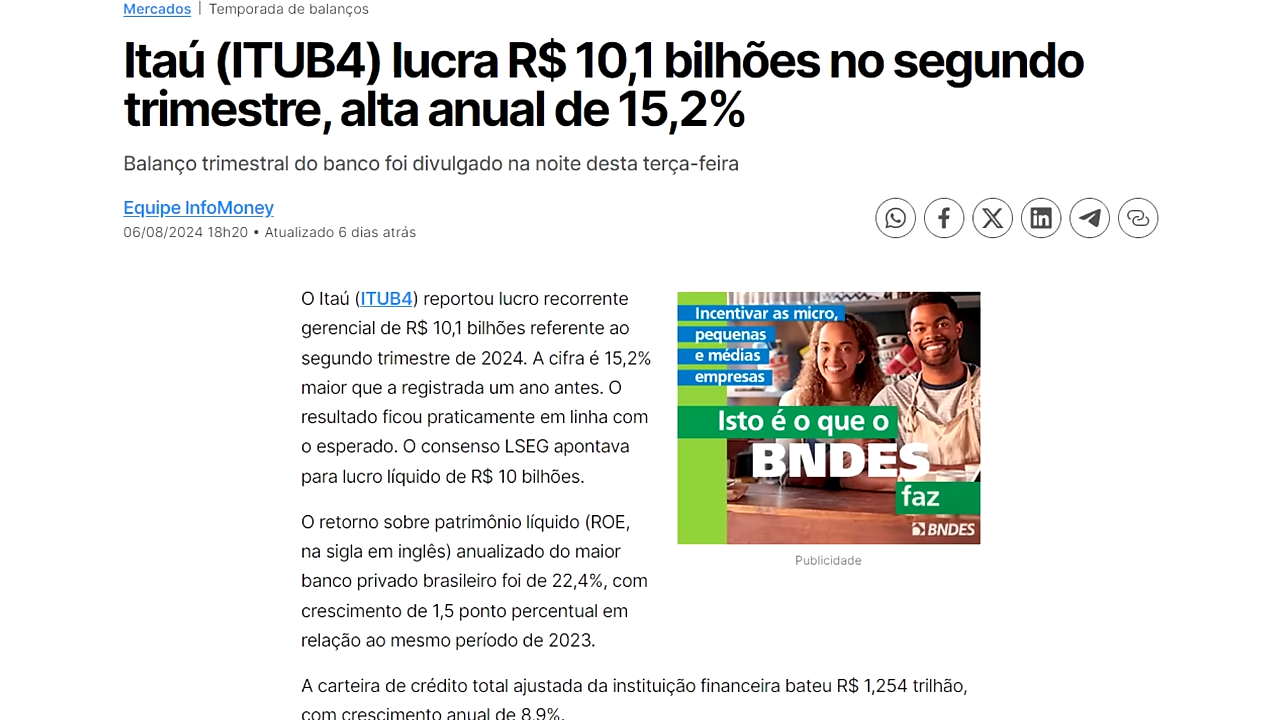 Mercados | Temporada de balanços
Itaú (ITUB4) lucra R$ 10,1 bilhões no segundo
trimestre, alta anual de 15,2%
Balanço trimestral do banco foi divulgado na noite desta terça-feira
Equipe InfoMoney
06/08/2024 18h20 • Atualizado 6 dias atrás
O Itaú (ITUB4) reportou lucro recorrente
gerencial de R$ 10,1 bilhões referente ao
segundo trimestre de 2024. A cifra é 15,2%
maior que a registrada um ano antes. O
resultado ficou praticamente em linha com
o esperado. O consenso LSEG apontava
para lucro líquido de R$ 10 bilhões.
O retorno sobre patrimônio líquido (ROE,
na sigla em inglês) anualizado do maior
banco privado brasileiro foi de 22,4%, com
crescimento de 1,5 ponto percentual em
relação ao mesmo período de 2023.
Incentivar as micro,
pequenas
e médias
empresas
Isto é o que o
BNDES
faz
BNDES
Publicidade
A carteira de crédito total ajustada da instituição financeira bateu R$ 1,254 trilhão,
com crescimento anual de 8,9%.